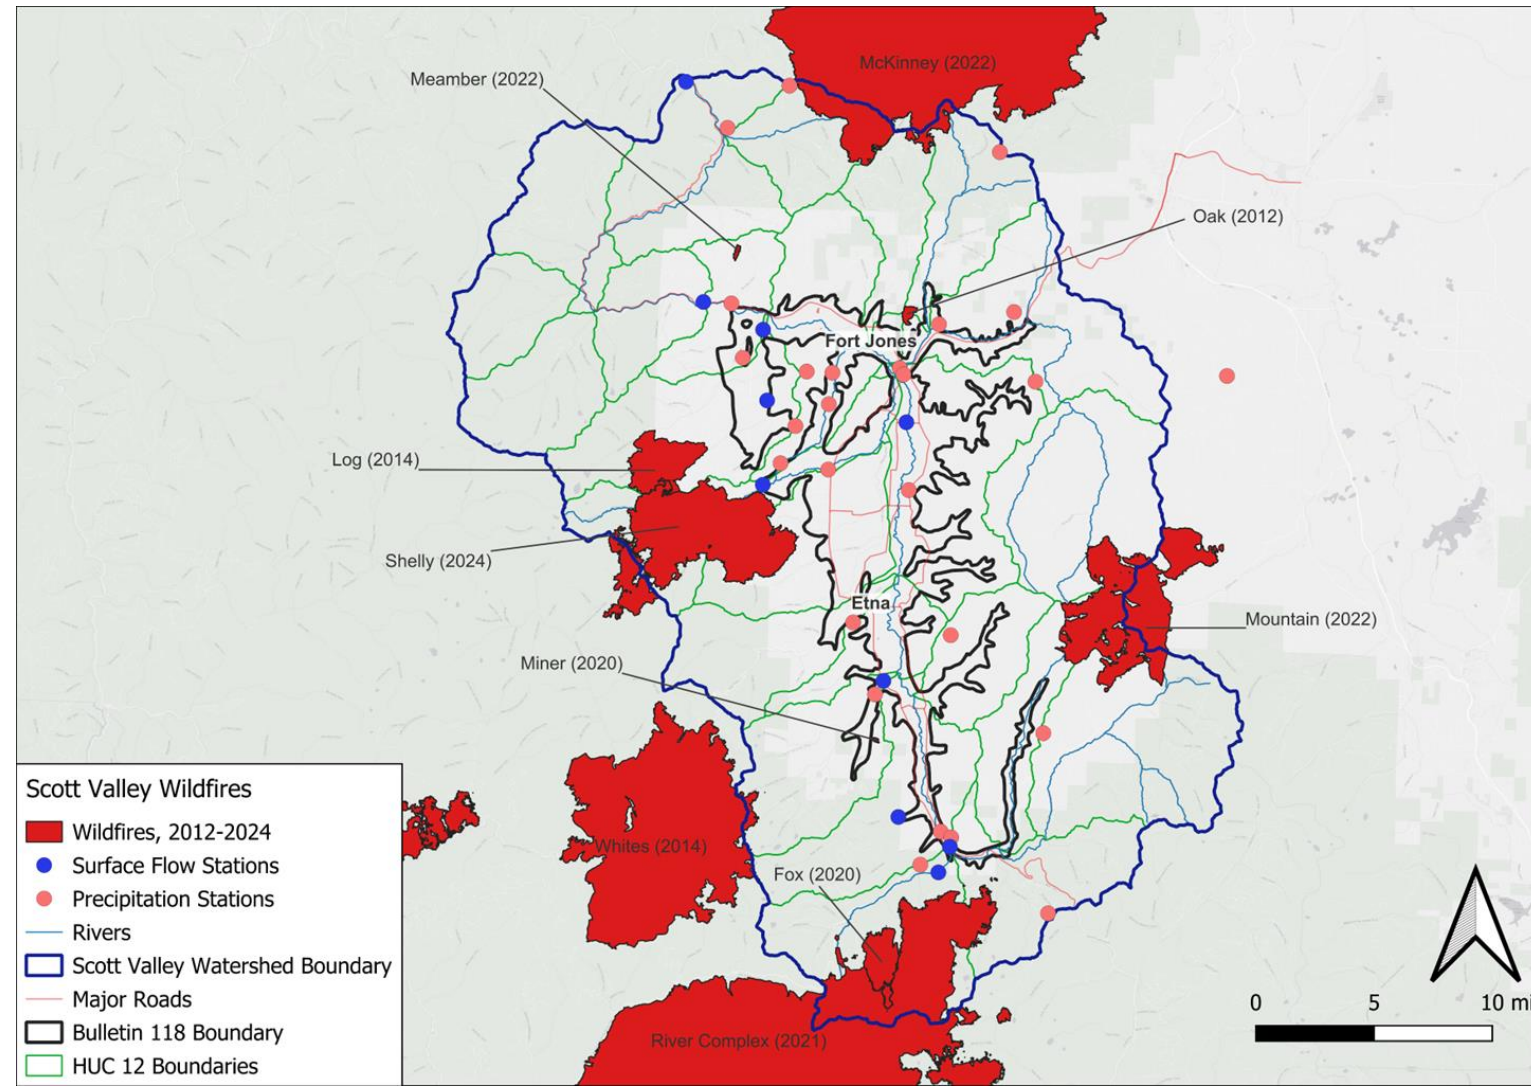 McKinney (2022)
Meamber (2022)
Oak (2012)
Fort Jones
Log (2014)
Shelly (2024)
Etna
Mountain (2022)
Miner (2020)
Whites (2014)
Fox (2020)
River Complex (2021)
Scott Valley Wildfires
Wildfires, 2012-2024
Surface Flow Stations
Precipitation Stations
Rivers
Scott Valley Watershed Boundary
Major Roads
Bulletin 118 Boundary
HUC 12 Boundaries
0 5 10 mi